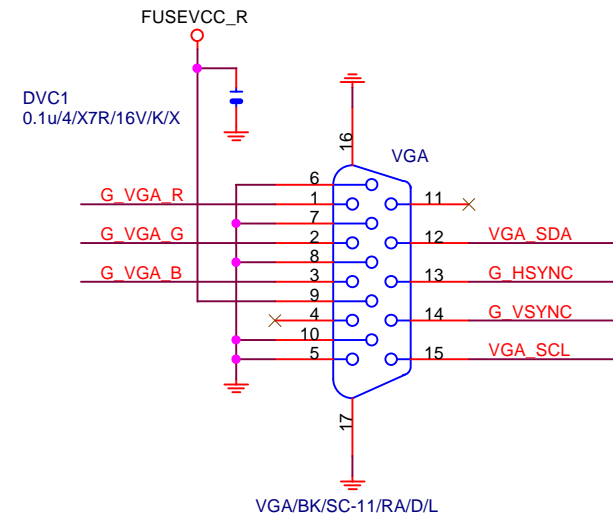 FUSEVCC_R
DVC1
0.1u/4/X7R/16V/K/X
16
VGA
6
G_VGA_R 1 11
7
G_VGA_G 2 12 VGA_SDA
8
G_VGA_B 3 13 G_HSYNC
9
4 14 G_VSYNC
10
5 15 VGA_SCL
17
VGA/BK/SC-11/RA/D/L